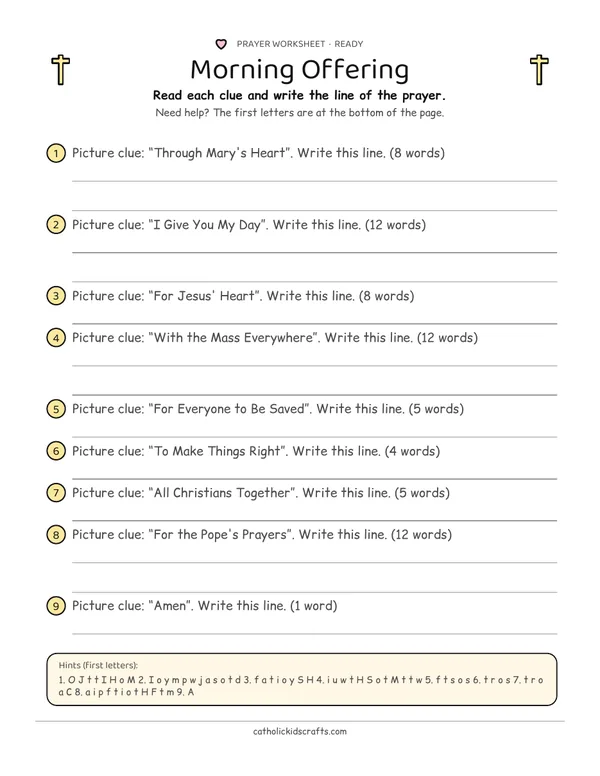 PRAYER WORKSHEET · READY
Morning Offering
Read each clue and write the line of the prayer.
Need help? The first letters are at the bottom of the page.
1 Picture clue: “Through Mary's Heart”. Write this line. (8 words)
2 Picture clue: “I Give You My Day”. Write this line. (12 words)
3 Picture clue: “For Jesus' Heart”. Write this line. (8 words)
4 Picture clue: “With the Mass Everywhere”. Write this line. (12 words)
5 Picture clue: “For Everyone to Be Saved”. Write this line. (5 words)
6 Picture clue: “To Make Things Right”. Write this line. (4 words)
7 Picture clue: “All Christians Together”. Write this line. (5 words)
8 Picture clue: “For the Pope's Prayers”. Write this line. (12 words)
9 Picture clue: “Amen”. Write this line. (1 word)
Hints (first letters):
1. O J t t I H o M 2. I o y m p w j a s o t d 3. f a t i o y S H 4. i u w t H S o t M t t w 5. f t s o s 6. t r o s 7. t r o
a C 8. a i p f t i o t H F t m 9. A
catholickidscrafts.com